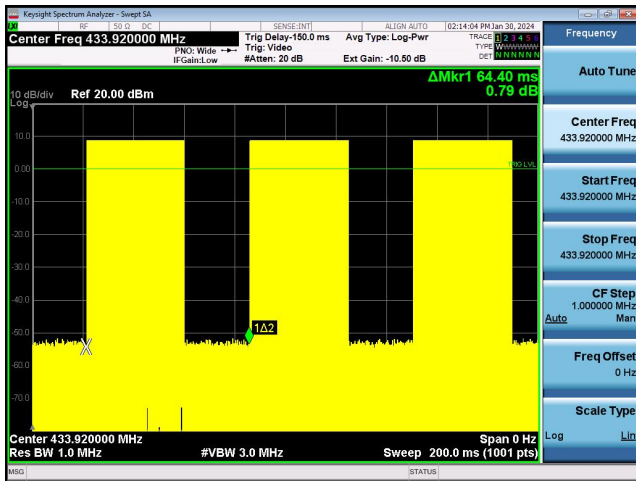 Keysight Spectrum Analyzer - Swept SA
RF 50 Ω DC SENSE:INT ALIGN AUTO 02:14:04 PM Jan 30, 2024
Center Freq 433.920000 MHz
PNO: Wide
IFGain:Low
Trig Delay-150.0 ms
Trig: Video
#Atten: 20 dB
Avg Type: Log-Pwr
Ext Gain: -10.50 dB
TRACE 1 2 3 4 5 6
TYPE WWWWWW
DET N N N N N N
ΔMkr1 64.40 ms
0.79 dB
10 dB/div Ref 20.00 dBm
Log
10.0
0.00
TRIG LVL
-10.0
-20.0
-30.0
-40.0
-50.0
1Δ2
-60.0
-70.0
Center 433.920000 MHz Span 0 Hz
Res BW 1.0 MHz #VBW 3.0 MHz Sweep 200.0 ms (1001 pts)
MSG STATUS
Frequency
Auto Tune
Center Freq
433.920000 MHz
Start Freq
433.920000 MHz
Stop Freq
433.920000 MHz
CF Step
1.000000 MHz
Auto Man
Freq Offset
0 Hz
Scale Type
Log Lin